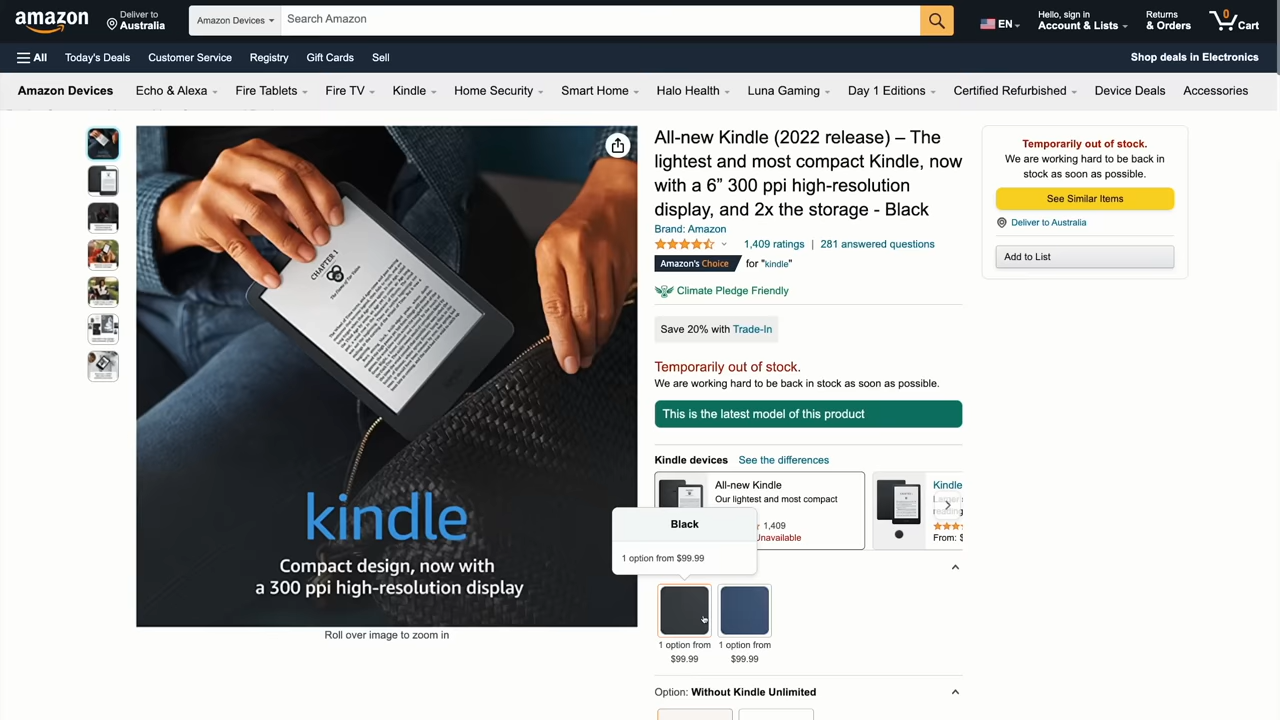 amazon
Deliver to
Australia
Amazon Devices
Search Amazon
EN
Hello, sign in
Account & Lists
Returns
& Orders
0
Cart
All
Today's Deals
Customer Service
Registry
Gift Cards
Sell
Shop deals in Electronics
Amazon Devices
Echo & Alexa
Fire Tablets
Fire TV
Kindle
Home Security
Smart Home
Halo Health
Luna Gaming
Day 1 Editions
Certified Refurbished
Device Deals
Accessories
CHAPTER 1
kindle
Compact design, now with
a 300 ppi high-resolution display
Roll over image to zoom in
All-new Kindle (2022 release) – The
lightest and most compact Kindle, now
with a 6” 300 ppi high-resolution
display, and 2x the storage - Black
Brand: Amazon
1,409 ratings | 281 answered questions
Amazon's Choice for "kindle"
Climate Pledge Friendly
Save 20% with Trade-In
Temporarily out of stock.
We are working hard to be back in stock as soon as possible.
This is the latest model of this product
Kindle devices See the differences
All-new Kindle
Our lightest and most compact
1,409
Unavailable
Kindle
From: $
Black
1 option from $99.99
1 option from
$99.99
1 option from
$99.99
Option: Without Kindle Unlimited
Temporarily out of stock.
We are working hard to be back in
stock as soon as possible.
See Similar Items
Deliver to Australia
Add to List